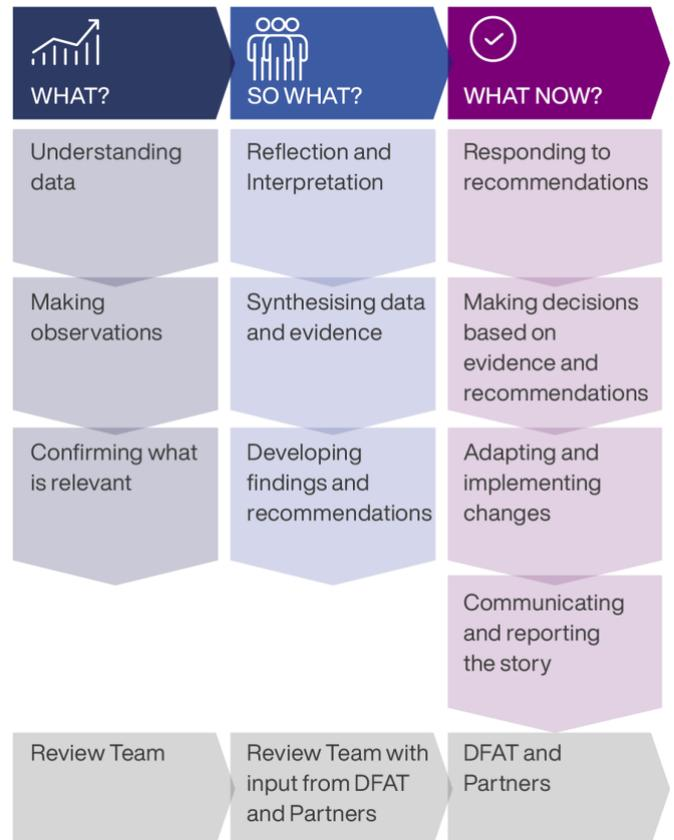 WHAT?
SO WHAT?
WHAT NOW?
Understanding
data
Reflection and
Interpretation
Responding to
recommendations
Making
observations
Synthesising data
and evidence
Making decisions
based on
evidence and
recommendations
Confirming what
is relevant
Developing
findings and
recommendations
Adapting and
implementing
changes
Communicating
and reporting
the story
Review Team
Review Team with
input from DFAT
and Partners
DFAT and
Partners